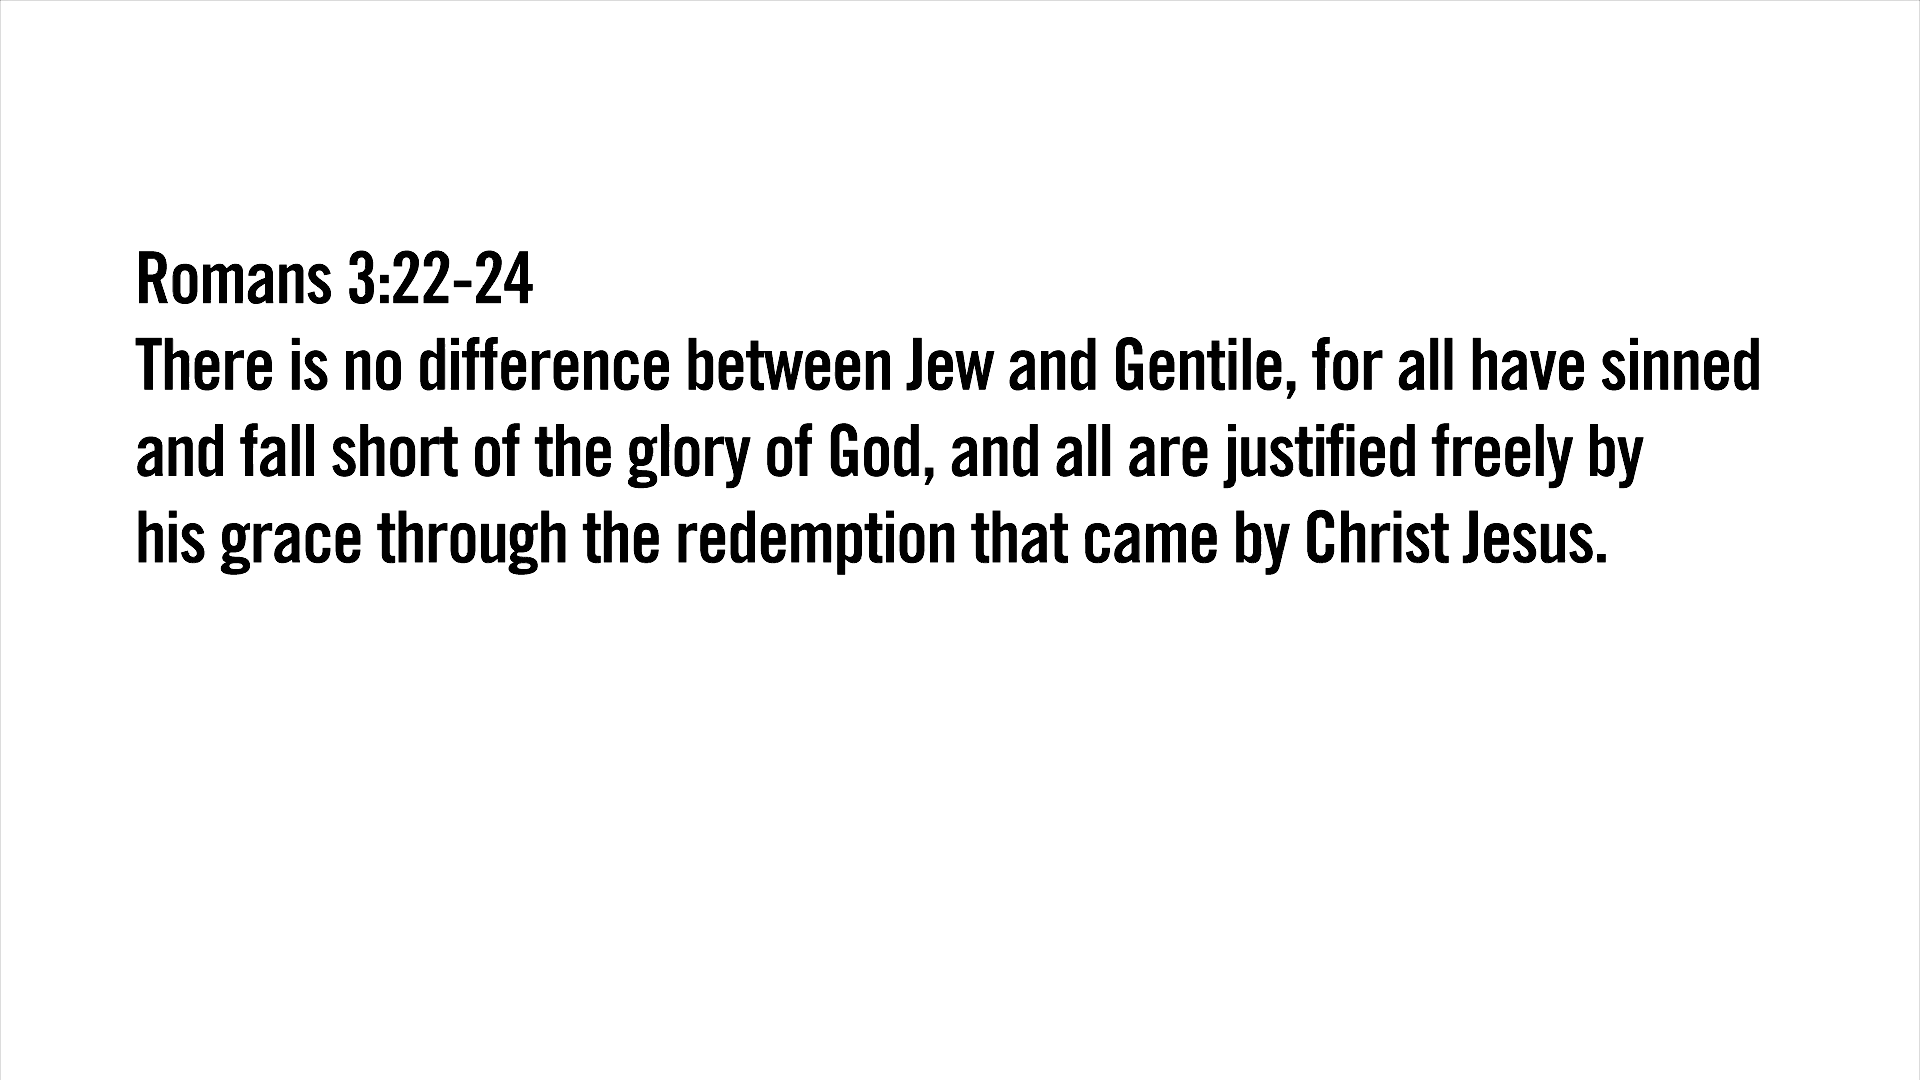 Romans 3:22-24
There is no difference between Jew and Gentile, for all have sinned
and fall short of the glory of God, and all are justified freely by
his grace through the redemption that came by Christ Jesus.